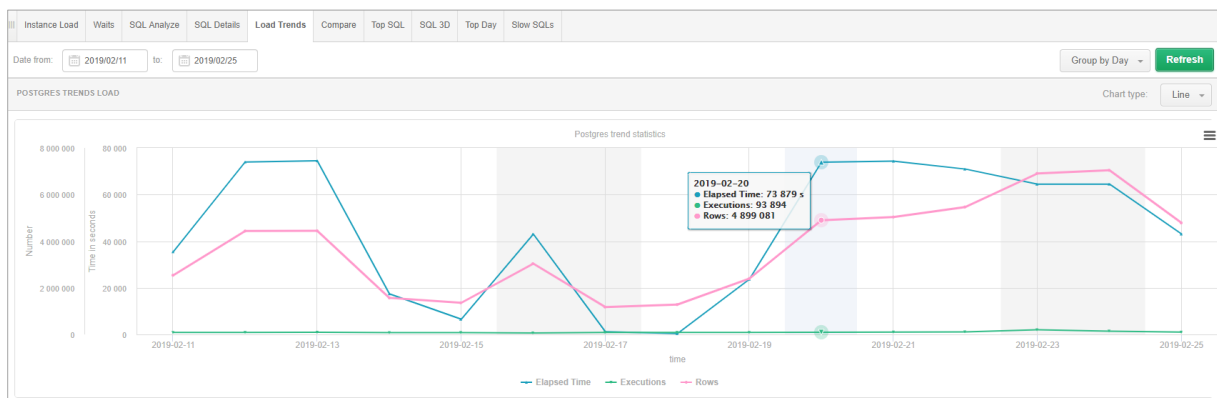 Instance Load Waits SQL Analyze SQL Details Load Trends Compare Top SQL SQL 3D Top Day Slow SQLs
Date from: 2019/02/11 to: 2019/02/25 Group by Day Refresh
POSTGRES TRENDS LOAD Chart type: Line
Postgres trend statistics
8 000 000 80 000
6 000 000 60 000
4 000 000 40 000
2 000 000 20 000
0 0
Number
Time in seconds
2019-02-20
Elapsed Time: 73 879 s
Executions: 93 894
Rows: 4 899 081
2019-02-11 2019-02-13 2019-02-15 2019-02-17 2019-02-19 2019-02-21 2019-02-23 2019-02-25
time
Elapsed Time Executions Rows